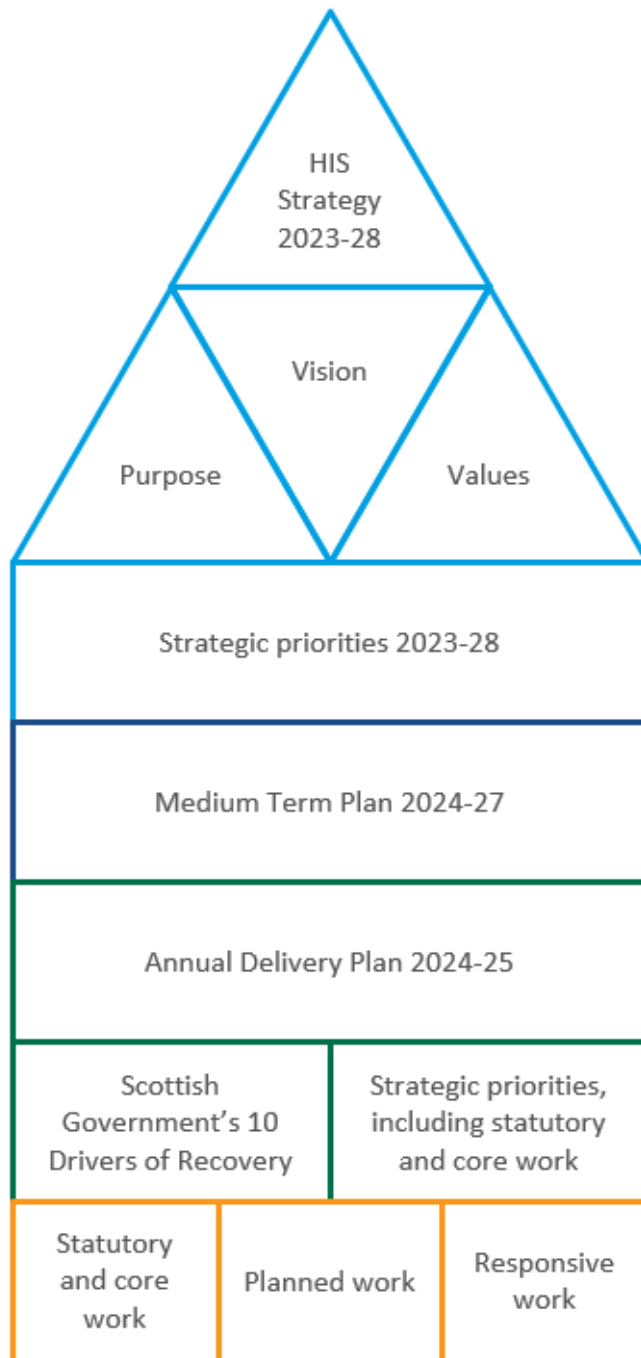 HIS
Strategy
2023-28
Vision
Purpose
Values
Strategic priorities 2023-28
Medium Term Plan 2024-27
Annual Delivery Plan 2024-25
Scottish
Government’s 10
Drivers of Recovery
Strategic priorities,
including statutory
and core work
Statutory
and core
work
Planned work
Responsive
work